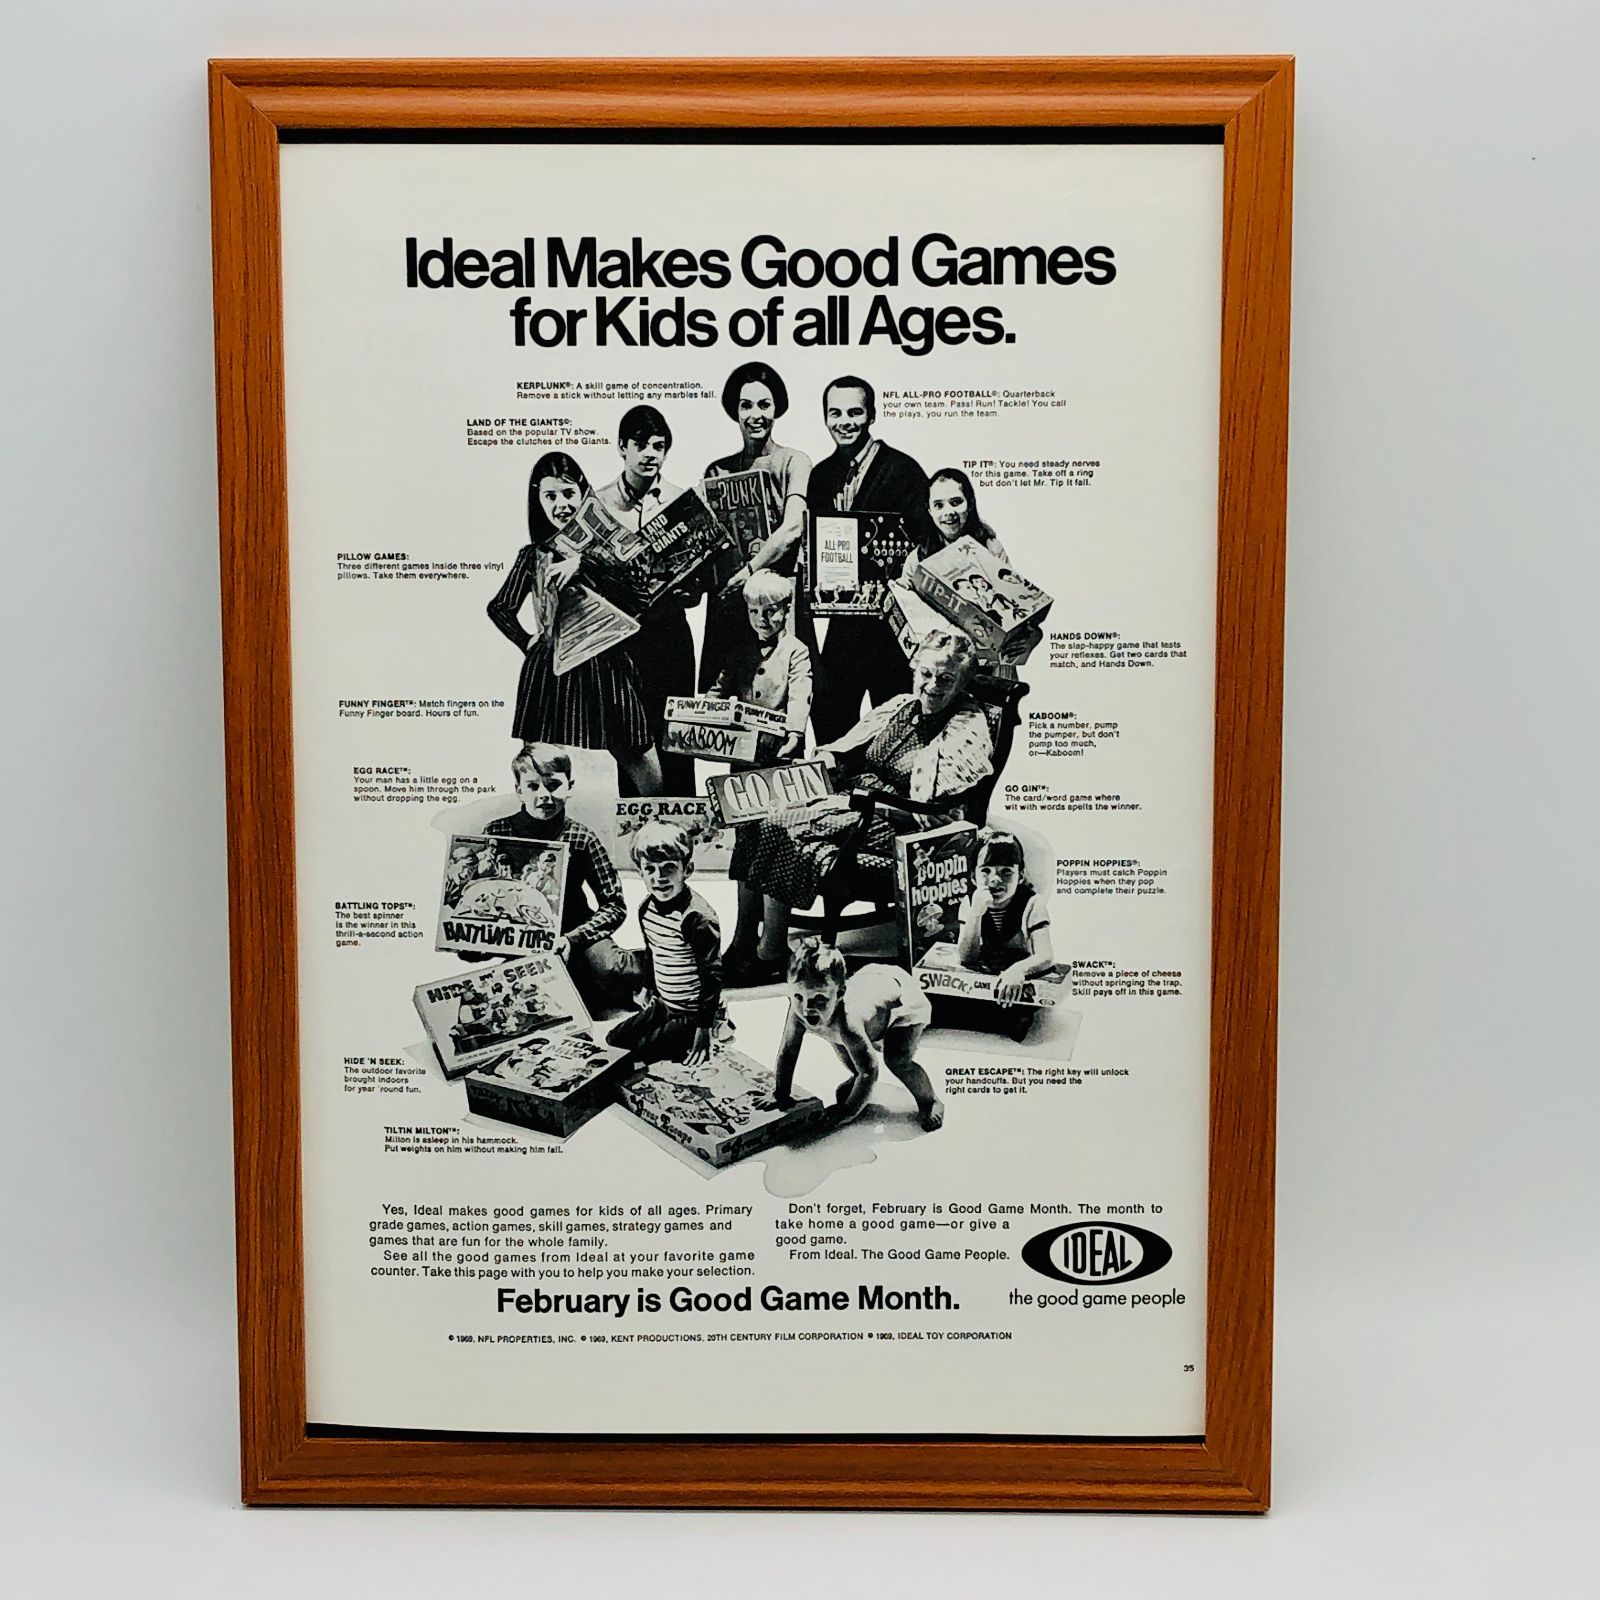 Ideal Makes Good Games
for Kids of all Ages.
KERPLUNK®: A skill game of concentration.
Remove a stick without letting any marbles fall.
NFL ALL-PRO FOOTBALL®: Quarterback
your own team. Pass! Run! Tackle! You call
the plays, you run the team.
LAND OF THE GIANTS®:
Based on the popular TV show.
Escape the clutches of the Giants.
TIP IT®: You need steady nerves
for this game. Take off a ring
but don't let Mr. Tip It fall.
PLUNK
LAND
GIANTS
ALL-PRO
FOOTBALL
TIP-IT
PILLOW GAMES:
Three different games inside three vinyl
pillows. Take them everywhere.
HANDS DOWN®:
The slap-happy game that tests
your reflexes. Get two cards that
match, and Hands Down.
FUNNY FINGER™: Match fingers on the
Funny Finger board. Hours of fun.
FUNNY FINGER
FUNNY FINGER
KABOOM
KABOOM®:
Pick a number, pump
the pumper, but don't
pump too much,
or—Kaboom!
EGG RACE™:
Your man has a little egg on a
spoon. Move him through the park
without dropping the egg.
GO GIN
EGG RACE
GO GIN™:
The card/word game where
wit with words spells the winner.
poppin
hoppies
POPPIN HOPPIES®:
Players must catch Poppin
Hoppies when they pop
and complete their puzzle.
BATTLING TOPS™:
The best spinner
is the winner in this
thrill-a-second action
game.
BATTLING TOPS
HIDE 'N' SEEK
SWACK! GAME
SWACK™:
Remove a piece of cheese
without springing the trap.
Skill pays off in this game.
HIDE 'N SEEK:
The outdoor favorite
brought indoors
for year 'round fun.
TILTIN
MILTON
Great Escape
GREAT ESCAPE™: The right key will unlock
your handcuffs. But you need the
right cards to get it.
TILTIN MILTON™:
Milton is asleep in his hammock.
Put weights on him without making him fall.
Yes, Ideal makes good games for kids of all ages. Primary
grade games, action games, skill games, strategy games and
games that are fun for the whole family.
See all the good games from Ideal at your favorite game
counter. Take this page with you to help you make your selection.
Don't forget, February is Good Game Month. The month to
take home a good game—or give a
good game.
From Ideal. The Good Game People.
IDEAL
the good game people
February is Good Game Month.
© 1969, NFL PROPERTIES, INC. © 1969, KENT PRODUCTIONS, 20TH CENTURY FILM CORPORATION © 1969, IDEAL TOY CORPORATION
35